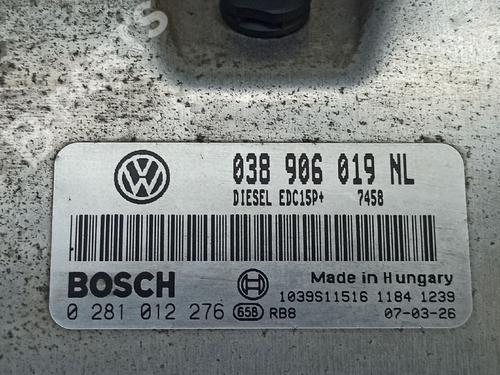 038 906 019 NL
DIESEL EDC15P+ 7458
BOSCH
Made in Hungary
1039S11516 1184 1239
0 281 012 276 658 RB8 07-03-26